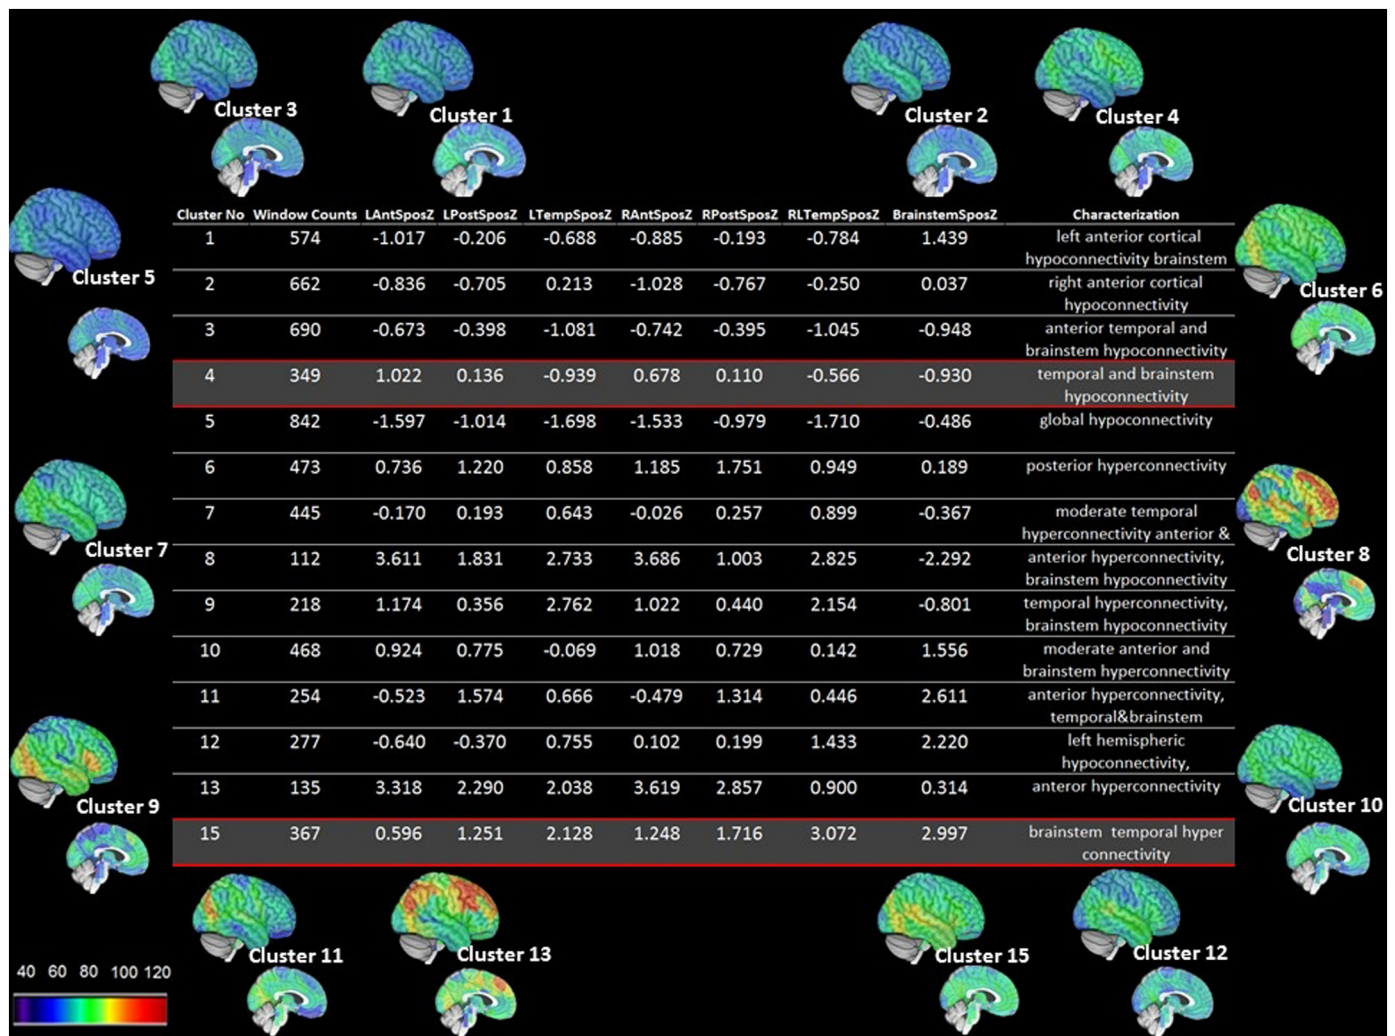 Cluster 3
Cluster 1
Cluster 2
Cluster 4
Cluster 5
Cluster 6
Cluster No Window Counts LAntSposZ LPostSposZ LTempSposZ RAntSposZ RPostSposZ RLTempSposZ BrainstemSposZ Characterization
1 574 -1.017 -0.206 -0.688 -0.885 -0.193 -0.784 1.439 left anterior cortical
hypoconnectivity brainstem
2 662 -0.836 -0.705 0.213 -1.028 -0.767 -0.250 0.037 right anterior cortical
hypoconnectivity
3 690 -0.673 -0.398 -1.081 -0.742 -0.395 -1.045 -0.948 anterior temporal and
brainstem hypoconnectivity
4 349 1.022 0.136 -0.939 0.678 0.110 -0.566 -0.930 temporal and brainstem
hypoconnectivity
5 842 -1.597 -1.014 -1.698 -1.533 -0.979 -1.710 -0.486 global hypoconnectivity
6 473 0.736 1.220 0.858 1.185 1.751 0.949 0.189 posterior hyperconnectivity
7 445 -0.170 0.193 0.643 -0.026 0.257 0.899 -0.367 moderate temporal
hyperconnectivity anterior &
8 112 3.611 1.831 2.733 3.686 1.003 2.825 -2.292 anterior hyperconnectivity,
brainstem hypoconnectivity
9 218 1.174 0.356 2.762 1.022 0.440 2.154 -0.801 temporal hyperconnectivity,
brainstem hypoconnectivity
10 468 0.924 0.775 -0.069 1.018 0.729 0.142 1.556 moderate anterior and
brainstem hyperconnectivity
11 254 -0.523 1.574 0.666 -0.479 1.314 0.446 2.611 anterior hyperconnectivity,
temporal&brainstem
12 277 -0.640 -0.370 0.755 0.102 0.199 1.433 2.220 left hemispheric
hypoconnectivity,
13 135 3.318 2.290 2.038 3.619 2.857 0.900 0.314 anteror hyperconnectivity
15 367 0.596 1.251 2.128 1.248 1.716 3.072 2.997 brainstem temporal hyper
connectivity
Cluster 7
Cluster 8
Cluster 9
Cluster 10
Cluster 11
Cluster 13
Cluster 15
Cluster 12
40 60 80 100 120